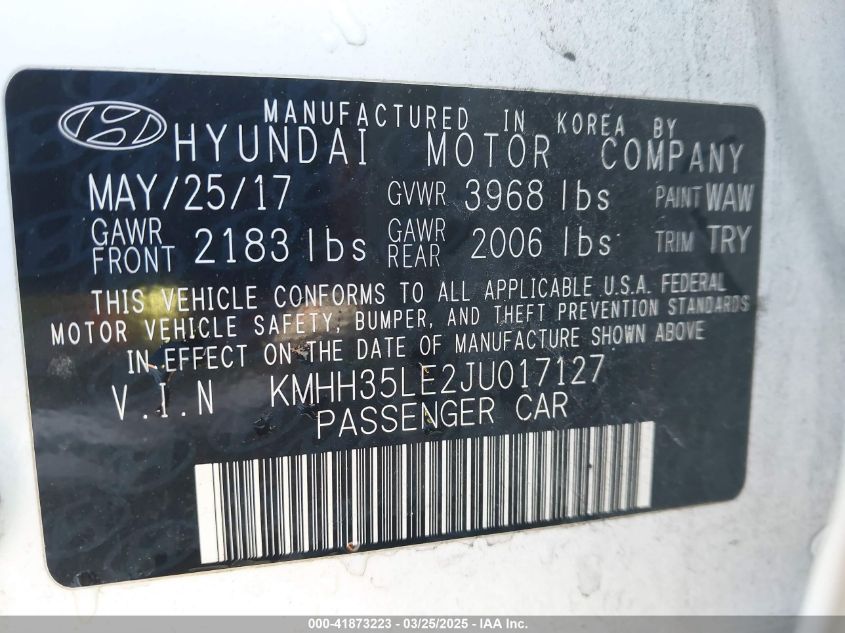 MANUFACTURED IN KOREA BY
HYUNDAI MOTOR COMPANY
MAY/25/17 GVWR 3968 lbs PAINT WAW
GAWR FRONT 2183 lbs GAWR REAR 2006 lbs TRIM TRY
THIS VEHICLE CONFORMS TO ALL APPLICABLE U.S.A. FEDERAL
MOTOR VEHICLE SAFETY, BUMPER, AND THEFT PREVENTION STANDARDS
IN EFFECT ON THE DATE OF MANUFACTURE SHOWN ABOVE
V.I.N KMHH35LE2JU017127
PASSENGER CAR
000-41873223 - 03/25/2025 - IAA, Inc.